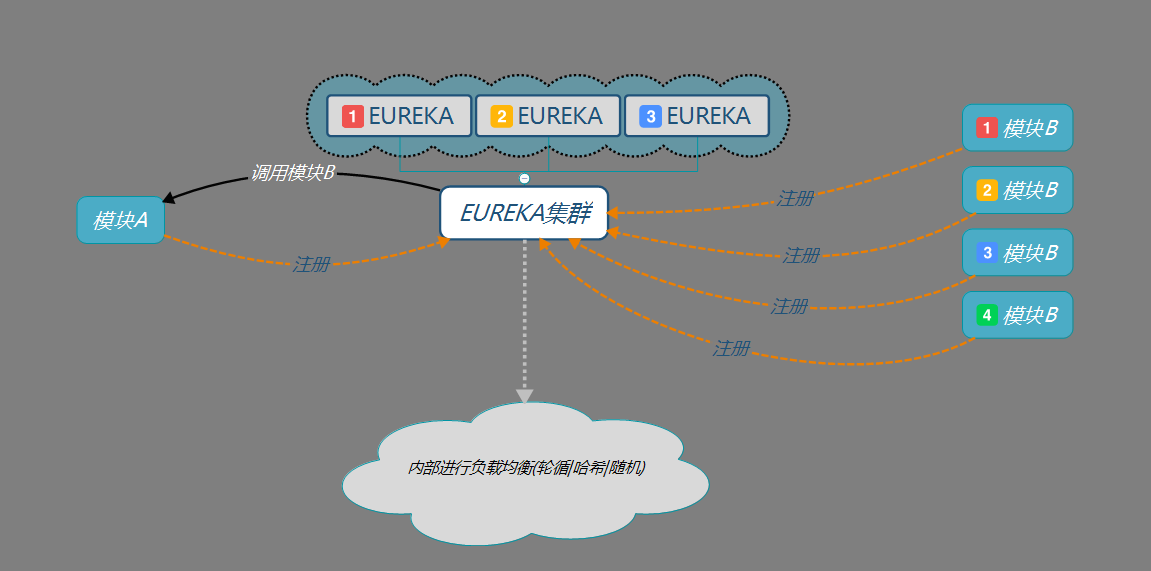 1 EUREKA
2 EUREKA
3 EUREKA
调用模块B
模块A
注册
EUREKA集群
1 模块B
2 模块B
3 模块B
4 模块B
注册
注册
注册
注册
内部进行负载均衡(轮循|哈希|随机)